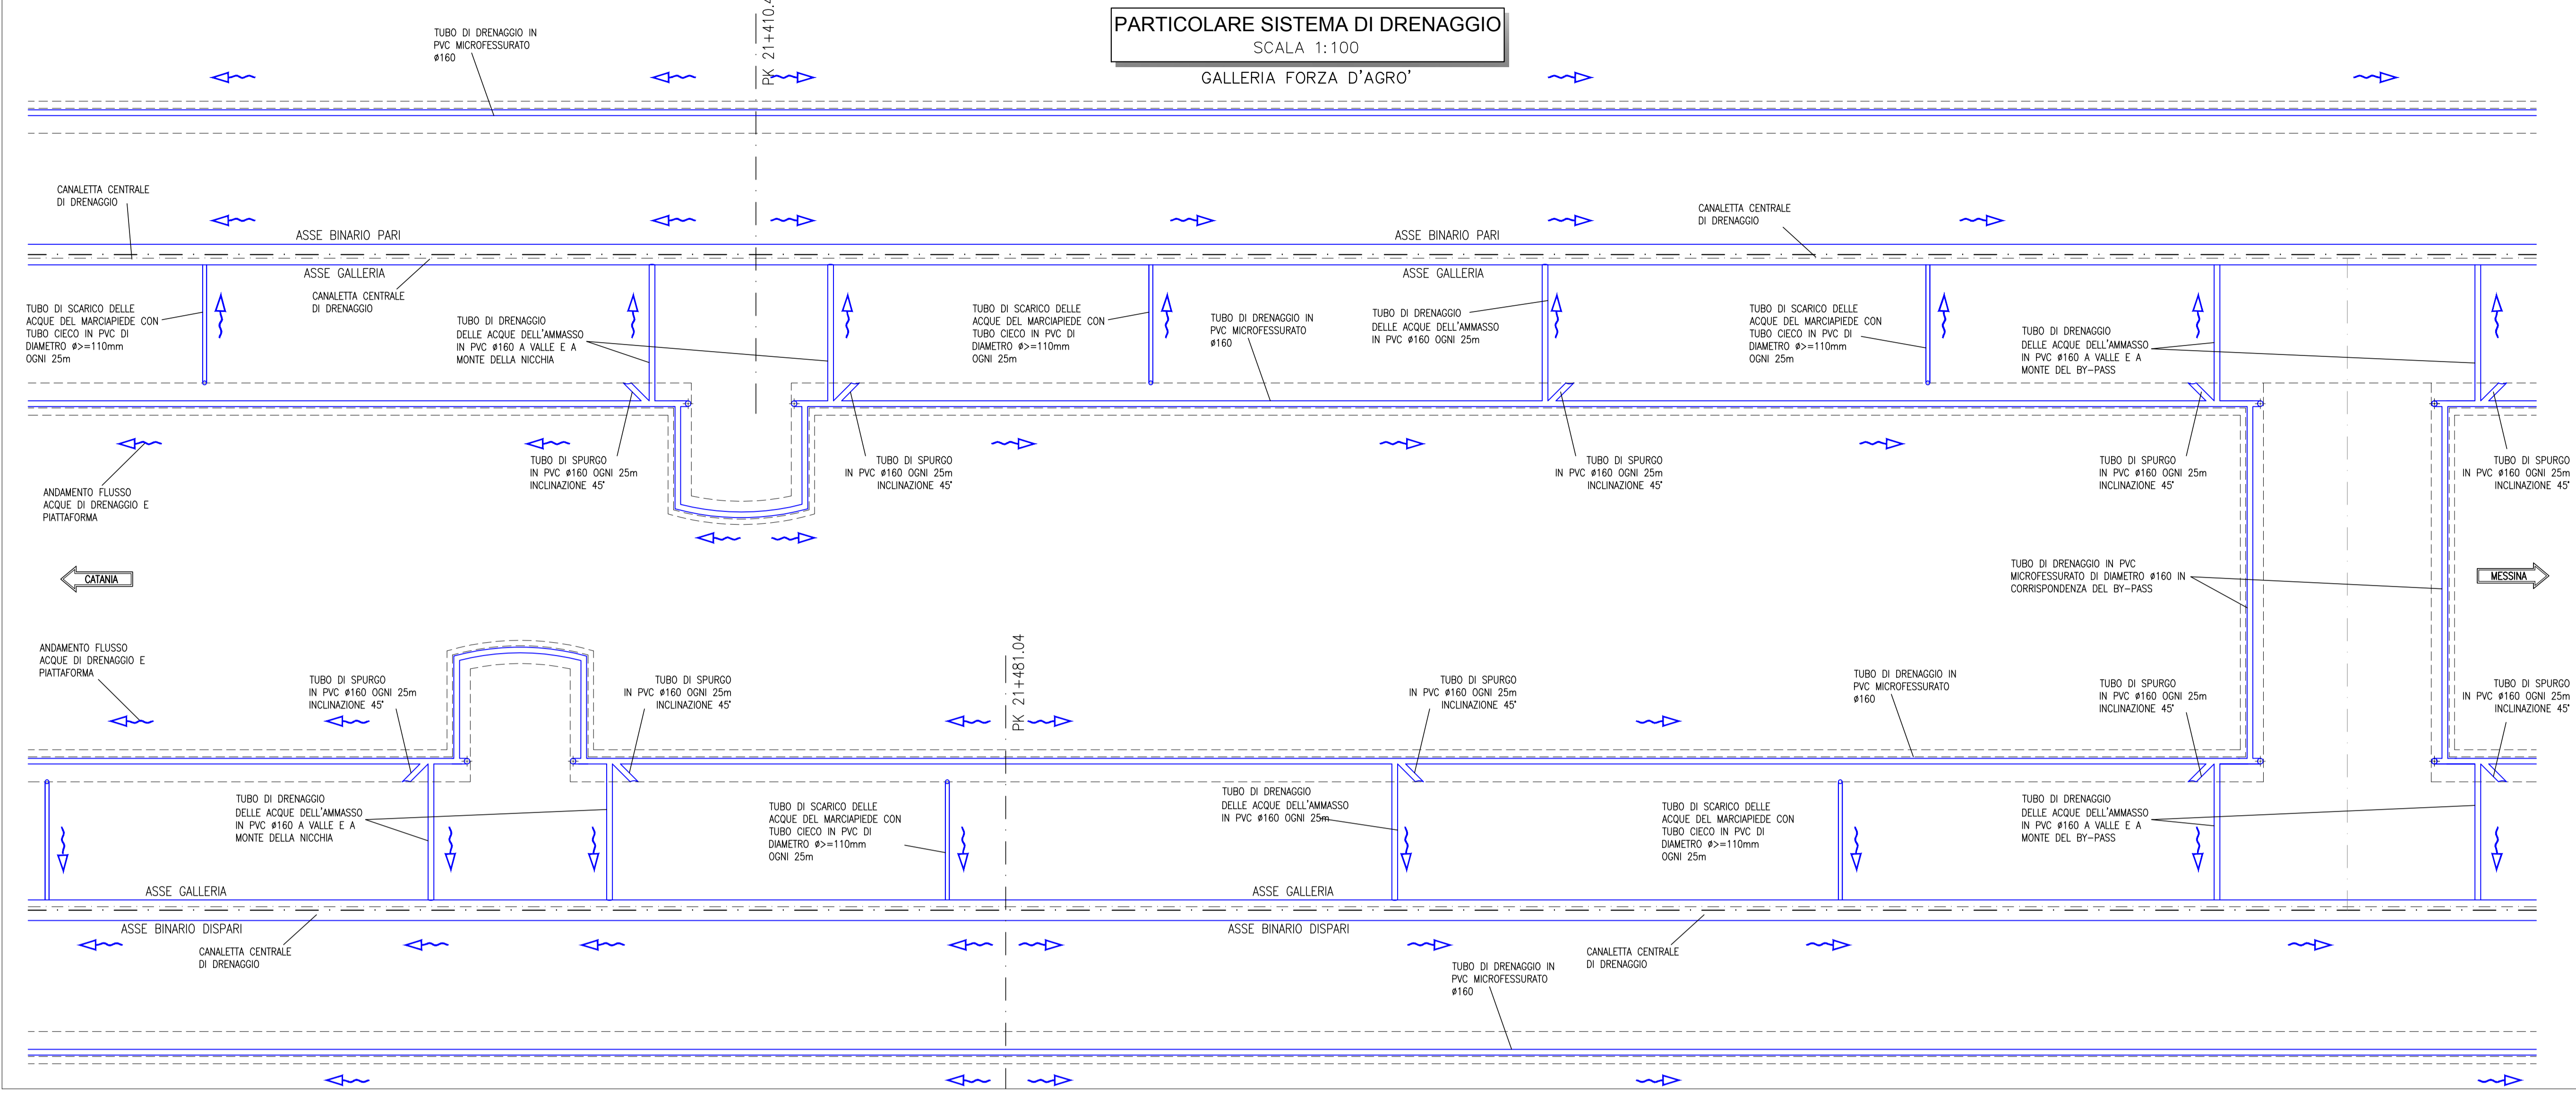 PARTICOLARE SISTEMA DI DRENAGGIO
SCALA 1:100
GALLERIA FORZA D'AGRO'
TUBO DI DRENAGGIO IN
PVC MICROFESSURATO
ø160
CANALETTA CENTRALE
DI DRENAGGIO
ASSE BINARIO PARI
ASSE GALLERIA
CANALETTA CENTRALE
DI DRENAGGIO
ASSE BINARIO PARI
ASSE GALLERIA
CANALETTA CENTRALE
DI DRENAGGIO
TUBO DI SCARICO DELLE
ACQUE DEL MARCIAPIEDE CON
TUBO CIECO IN PVC DI
DIAMETRO ø>=110mm
OGNI 25m
TUBO DI DRENAGGIO
DELLE ACQUE DELL'AMMASSO
IN PVC ø160 A VALLE E A
MONTE DELLA NICCHIA
TUBO DI SCARICO DELLE
ACQUE DEL MARCIAPIEDE CON
TUBO CIECO IN PVC DI
DIAMETRO ø>=110mm
OGNI 25m
TUBO DI DRENAGGIO IN
PVC MICROFESSURATO
ø160
TUBO DI DRENAGGIO
DELLE ACQUE DELL'AMMASSO
IN PVC ø160 OGNI 25m
TUBO DI SCARICO DELLE
ACQUE DEL MARCIAPIEDE CON
TUBO CIECO IN PVC DI
DIAMETRO ø>=110mm
OGNI 25m
TUBO DI DRENAGGIO
DELLE ACQUE DELL'AMMASSO
IN PVC ø160 A VALLE E A
MONTE DEL BY-PASS
ANDAMENTO FLUSSO
ACQUE DI DRENAGGIO E
PIATTAFORMA
TUBO DI SPURGO
IN PVC ø160 OGNI 25m
INCLINAZIONE 45°
TUBO DI SPURGO
IN PVC ø160 OGNI 25m
INCLINAZIONE 45°
TUBO DI SPURGO
IN PVC ø160 OGNI 25m
INCLINAZIONE 45°
TUBO DI SPURGO
IN PVC ø160 OGNI 25m
INCLINAZIONE 45°
TUBO DI SPURGO
IN PVC ø160 OGNI 25m
INCLINAZIONE 45°
CATANIA
TUBO DI DRENAGGIO IN PVC
MICROFESSURATO DI DIAMETRO ø160 IN
CORRISPONDENZA DEL BY-PASS
MESSINA
ANDAMENTO FLUSSO
ACQUE DI DRENAGGIO E
PIATTAFORMA
TUBO DI SPURGO
IN PVC ø160 OGNI 25m
INCLINAZIONE 45°
TUBO DI SPURGO
IN PVC ø160 OGNI 25m
INCLINAZIONE 45°
PK 21+481.04
TUBO DI SPURGO
IN PVC ø160 OGNI 25m
INCLINAZIONE 45°
TUBO DI DRENAGGIO IN
PVC MICROFESSURATO
ø160
TUBO DI SPURGO
IN PVC ø160 OGNI 25m
INCLINAZIONE 45°
TUBO DI SPURGO
IN PVC ø160 OGNI 25m
INCLINAZIONE 45°
TUBO DI DRENAGGIO
DELLE ACQUE DELL'AMMASSO
IN PVC ø160 A VALLE E A
MONTE DELLA NICCHIA
TUBO DI SCARICO DELLE
ACQUE DEL MARCIAPIEDE CON
TUBO CIECO IN PVC DI
DIAMETRO ø>=110mm
OGNI 25m
TUBO DI DRENAGGIO
DELLE ACQUE DELL'AMMASSO
IN PVC ø160 OGNI 25m
TUBO DI SCARICO DELLE
ACQUE DEL MARCIAPIEDE CON
TUBO CIECO IN PVC DI
DIAMETRO ø>=110mm
OGNI 25m
TUBO DI DRENAGGIO
DELLE ACQUE DELL'AMMASSO
IN PVC ø160 A VALLE E A
MONTE DEL BY-PASS
ASSE GALLERIA
ASSE BINARIO DISPARI
CANALETTA CENTRALE
DI DRENAGGIO
ASSE GALLERIA
ASSE BINARIO DISPARI
CANALETTA CENTRALE
DI DRENAGGIO
TUBO DI DRENAGGIO IN
PVC MICROFESSURATO
ø160